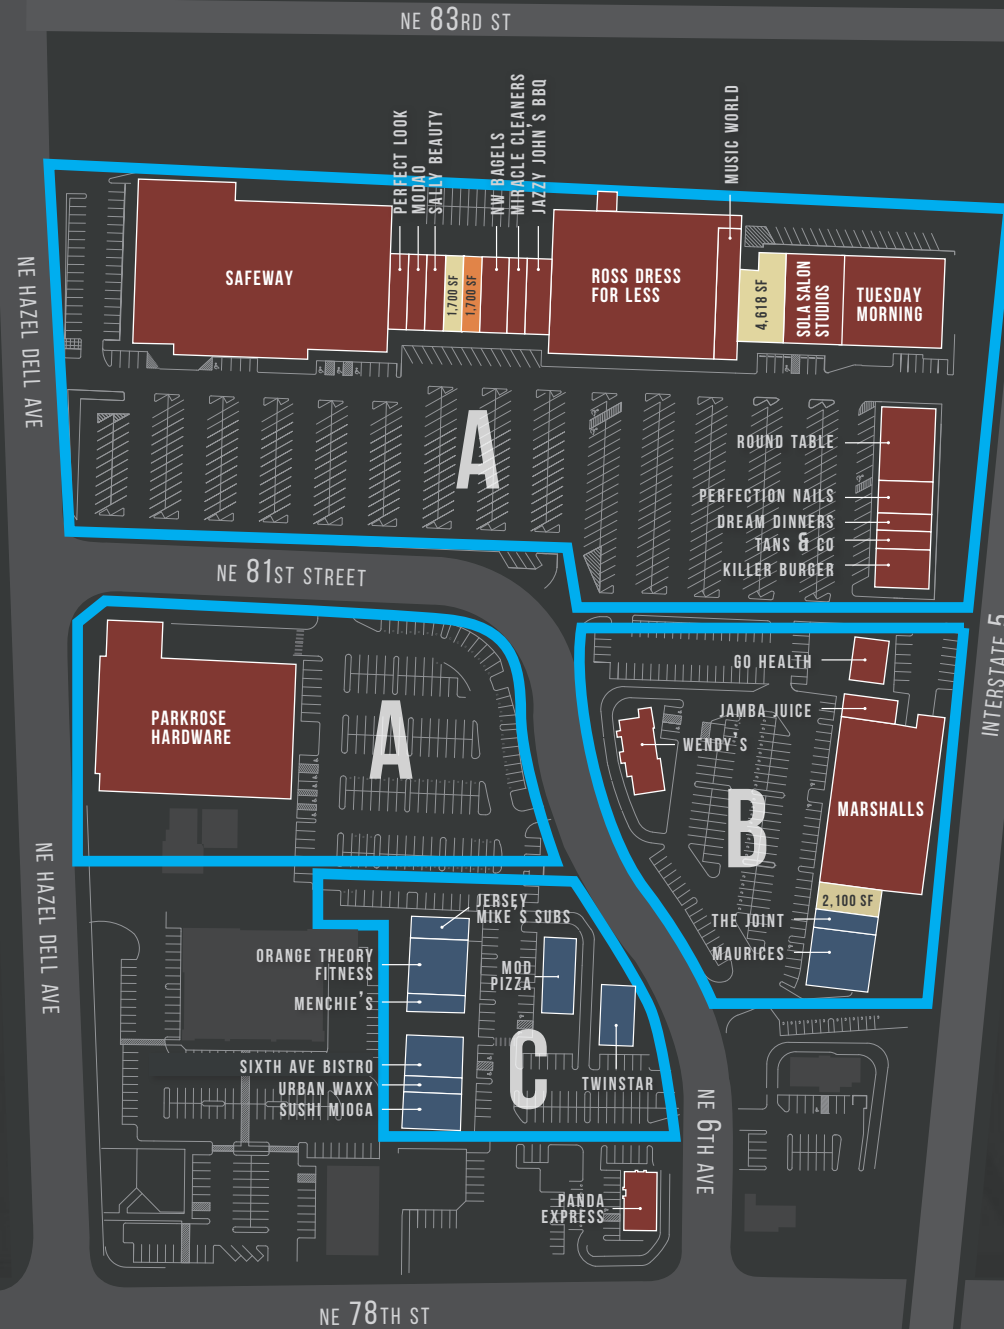 NE 83RD ST
PERFECT LOOK
MODAO
SALLY BEAUTY
NW BAGELS
MIRACLE CLEANERS
JAZZY JOHN'S BBQ
MUSIC WORLD
NE HAZEL DELL AVE
SAFEWAY
1,700 SF
1,700 SF
ROSS DRESS
FOR LESS
4,618 SF
SOLA SALON
STUDIOS
TUESDAY
MORNING
A
ROUND TABLE
PERFECTION NAILS
DREAM DINNERS
TANS & CO
KILLER BURGER
NE 81ST STREET
INTERSTATE 5
PARKROSE
HARDWARE
A
GO HEALTH
JAMBA JUICE
WENDY'S
B
MARSHALLS
2,100 SF
THE JOINT
MAURICES
NE HAZEL DELL AVE
JERSEY
MIKE'S SUBS
ORANGE THEORY
FITNESS
MENCHIE'S
MOD
PIZZA
C
SIXTH AVE BISTRO
URBAN WAXX
SUSHI MIOGA
TWINSTAR
NE 6TH AVE
PANDA
EXPRESS
NE 78TH ST